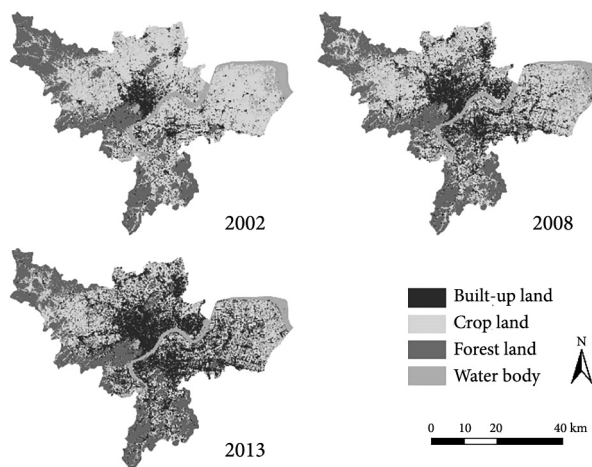 2002
2008
2013
Built-up land
Crop land
Forest land
Water body
N
0 10 20 40 km